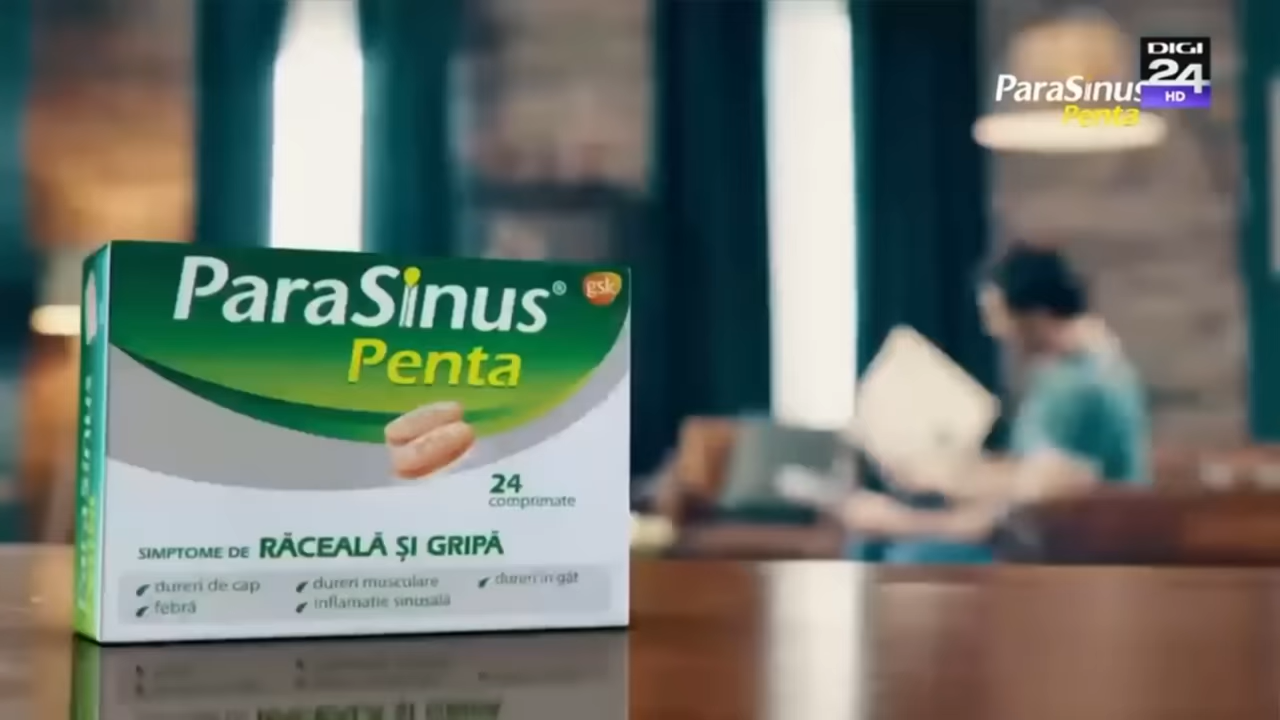 DIGI
24
HD
ParaSinus
Penta
ParaSinus®
gsk
Penta
24
comprimate
SIMPTOME DE RĂCEALĂ ȘI GRIPĂ
dureri de cap
dureri musculare
dureri în gât
febră
inflamație sinusală